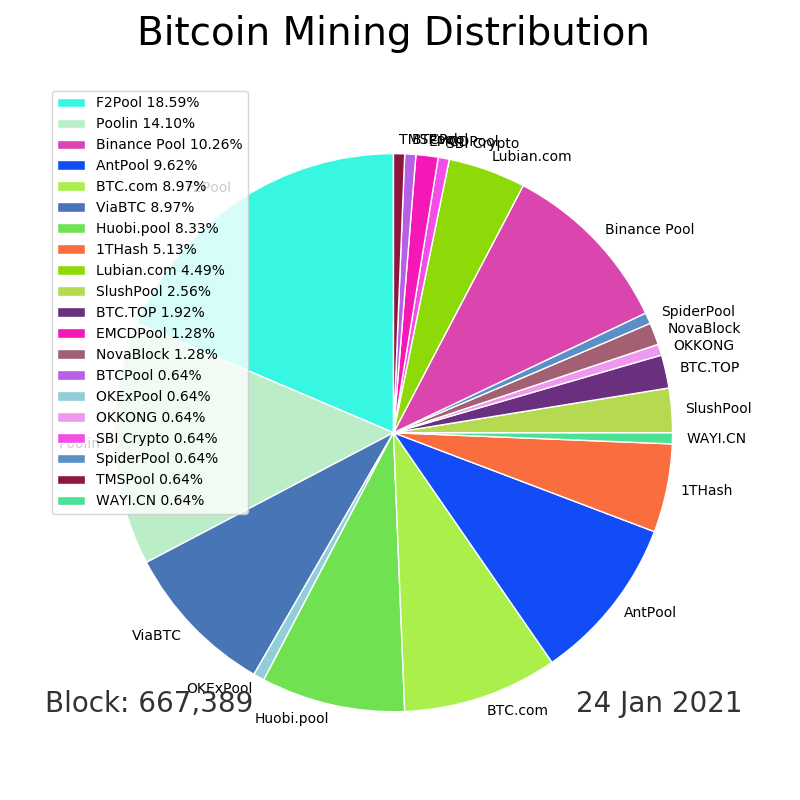 Bitcoin Mining Distribution
F2Pool 18.59%
Poolin 14.10%
Binance Pool 10.26%
AntPool 9.62%
BTC.com 8.97%
ViaBTC 8.97%
Huobi.pool 8.33%
1THash 5.13%
Lubian.com 4.49%
SlushPool 2.56%
BTC.TOP 1.92%
EMCDPool 1.28%
NovaBlock 1.28%
BTCPool 0.64%
OKExPool 0.64%
OKKONG 0.64%
SBI Crypto 0.64%
SpiderPool 0.64%
TMSPool 0.64%
WAYI.CN 0.64%
TMSPool
BTCPool
EMCDPool
SBI Crypto
Lubian.com
Binance Pool
SpiderPool
NovaBlock
OKKONG
BTC.TOP
SlushPool
WAYI.CN
1THash
AntPool
BTC.com
Huobi.pool
OKExPool
ViaBTC
Poolin
F2Pool
Block: 667,389
24 Jan 2021